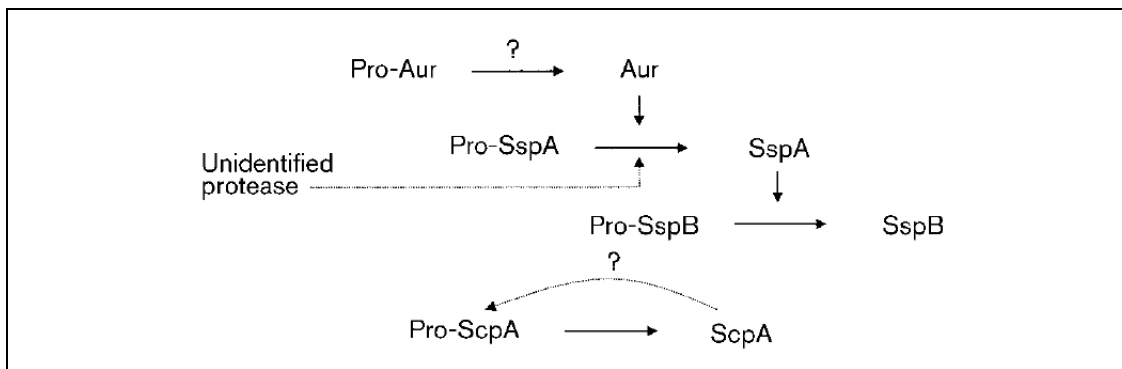 ?
Pro-Aur Aur
Pro-SspA SspA
Unidentified
protease
Pro-SspB SspB
?
Pro-ScpA ScpA